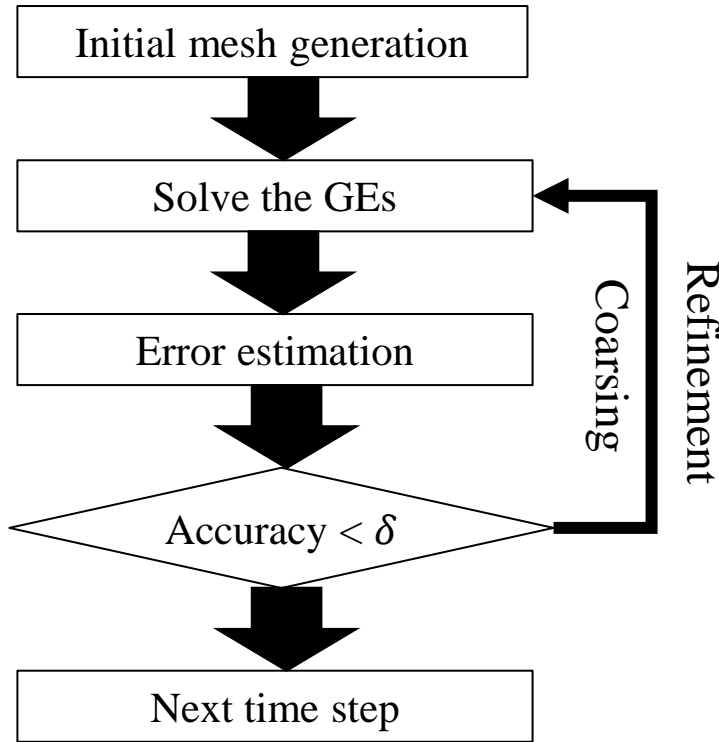 Initial mesh generation
Solve the GEs
Error estimation
Accuracy < δ
Next time step
Coarsing
Refinement